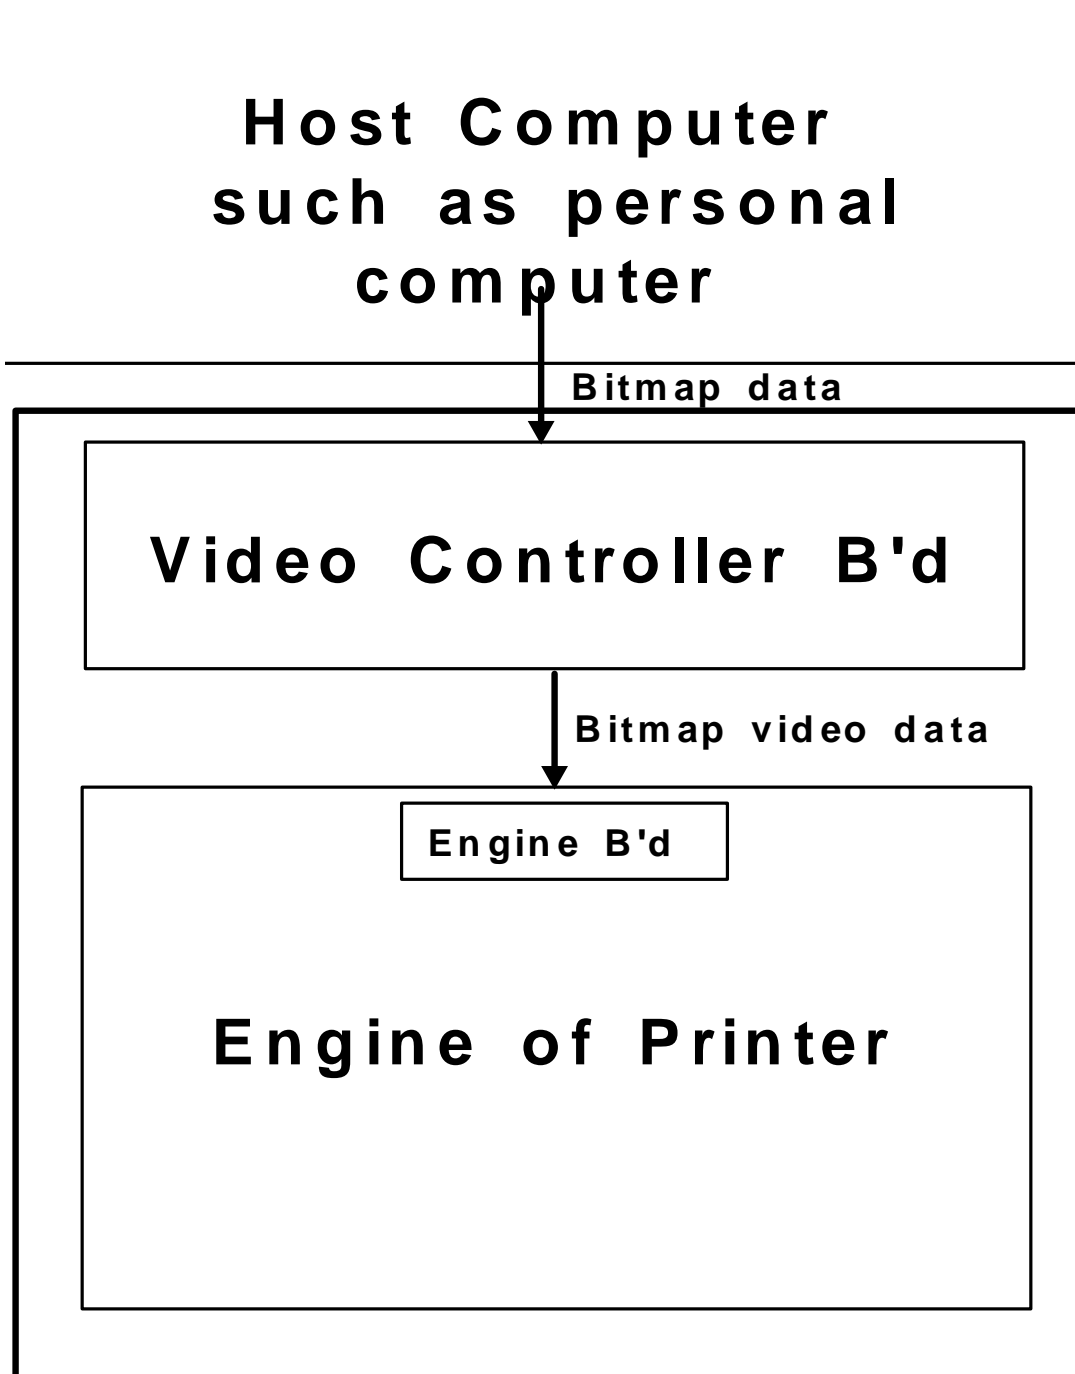 Host Computer
such as personal
computer
Bitmap data
Video Controller B'd
Bitmap video data
Engine B'd
Engine of Printer